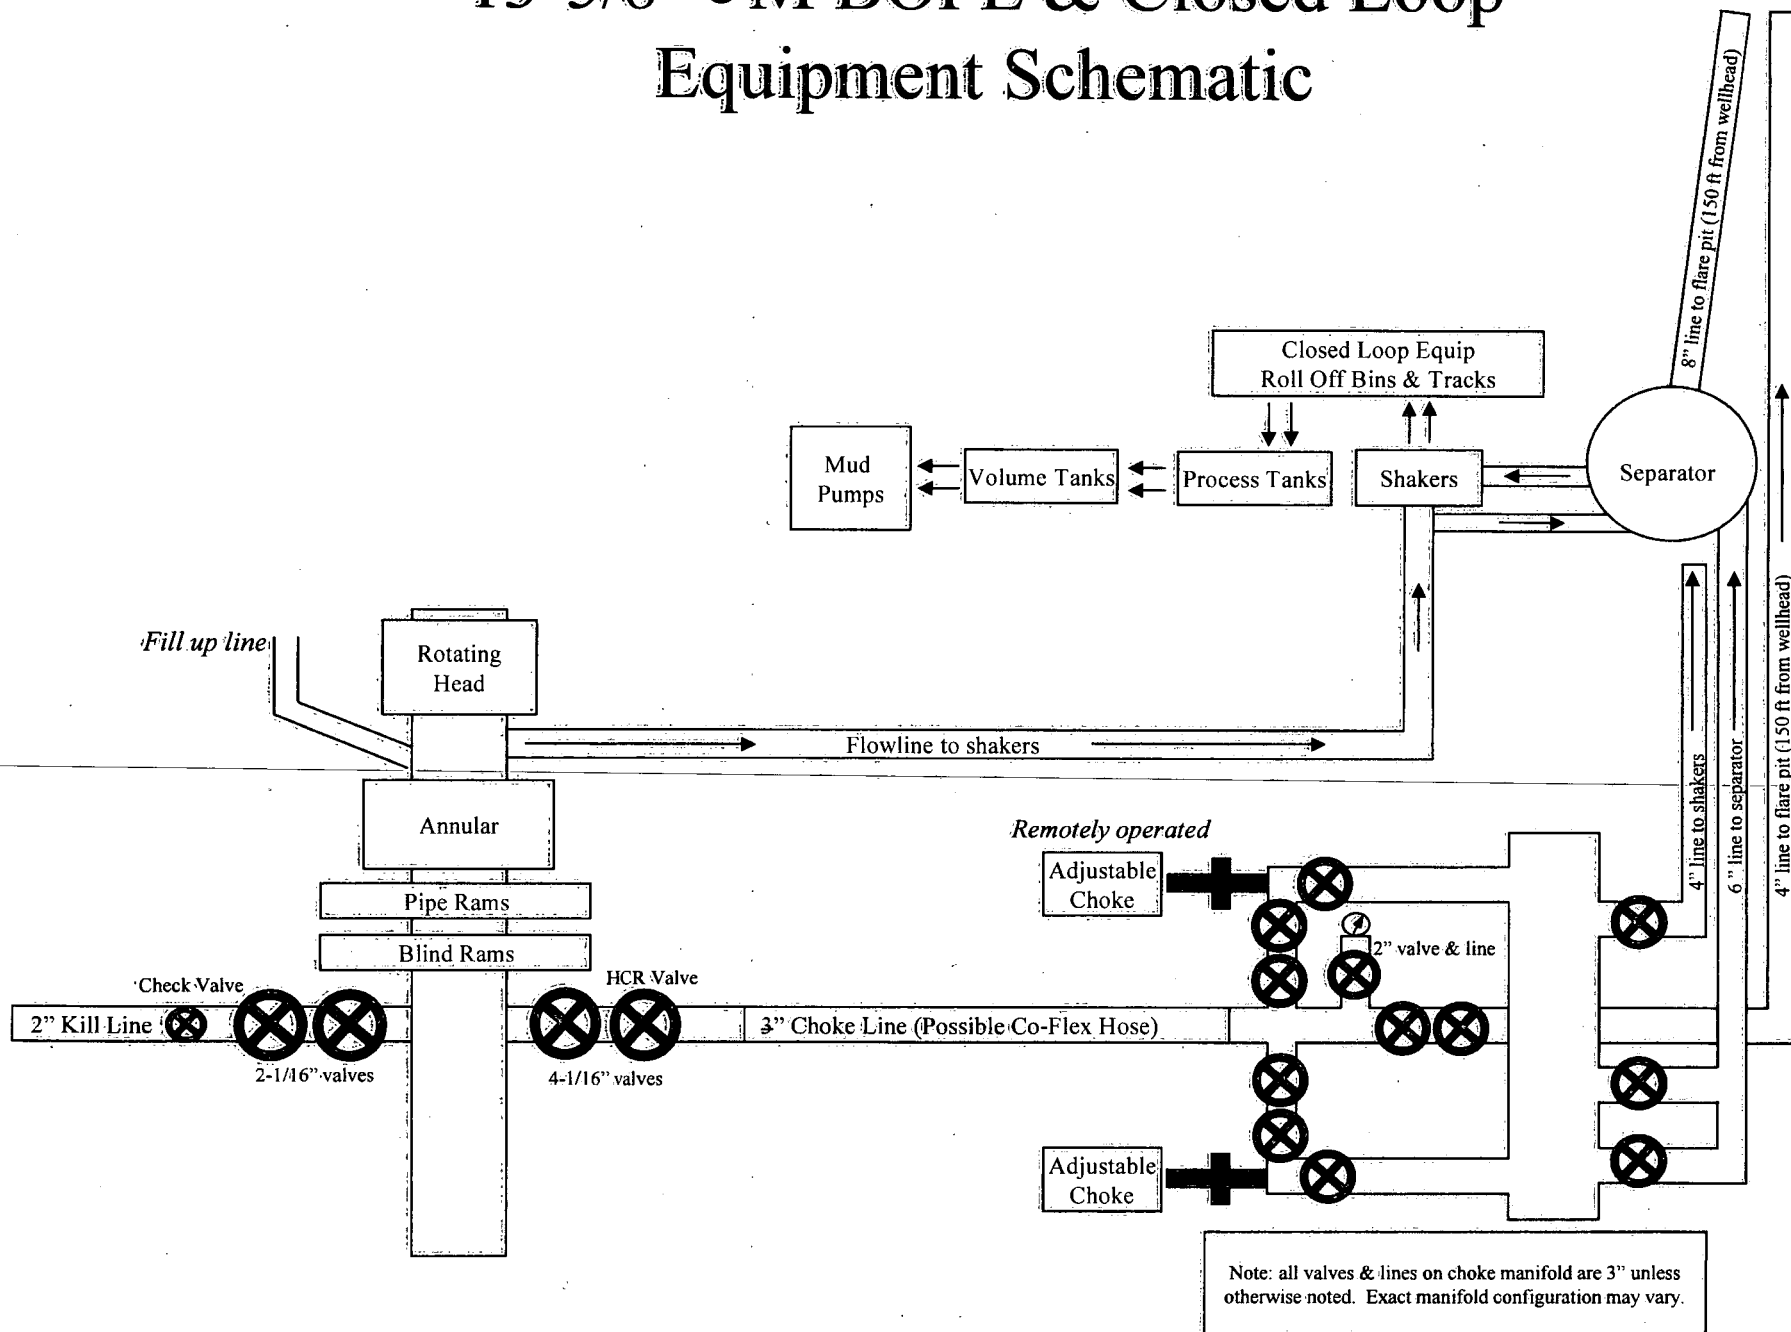 BOPE & Closed Loop
Equipment Schematic
8” line to flare pit (150 ft from wellhead)
Closed Loop Equip
Roll Off Bins & Tracks
Mud
Pumps
Volume Tanks
Process Tanks
Shakers
Separator
Fill up line
Rotating
Head
Flowline to shakers
4” line to shakers
6 ” line to separator
4” line to flare pit (150 ft from wellhead)
Annular
Remotely operated
Adjustable
Choke
Pipe Rams
Blind Rams
2” valve & line
Check Valve
HCR Valve
2” Kill Line
3” Choke Line (Possible Co-Flex Hose)
2-1/16” valves
4-1/16” valves
Adjustable
Choke
Note: all valves & lines on choke manifold are 3” unless
otherwise noted. Exact manifold configuration may vary.